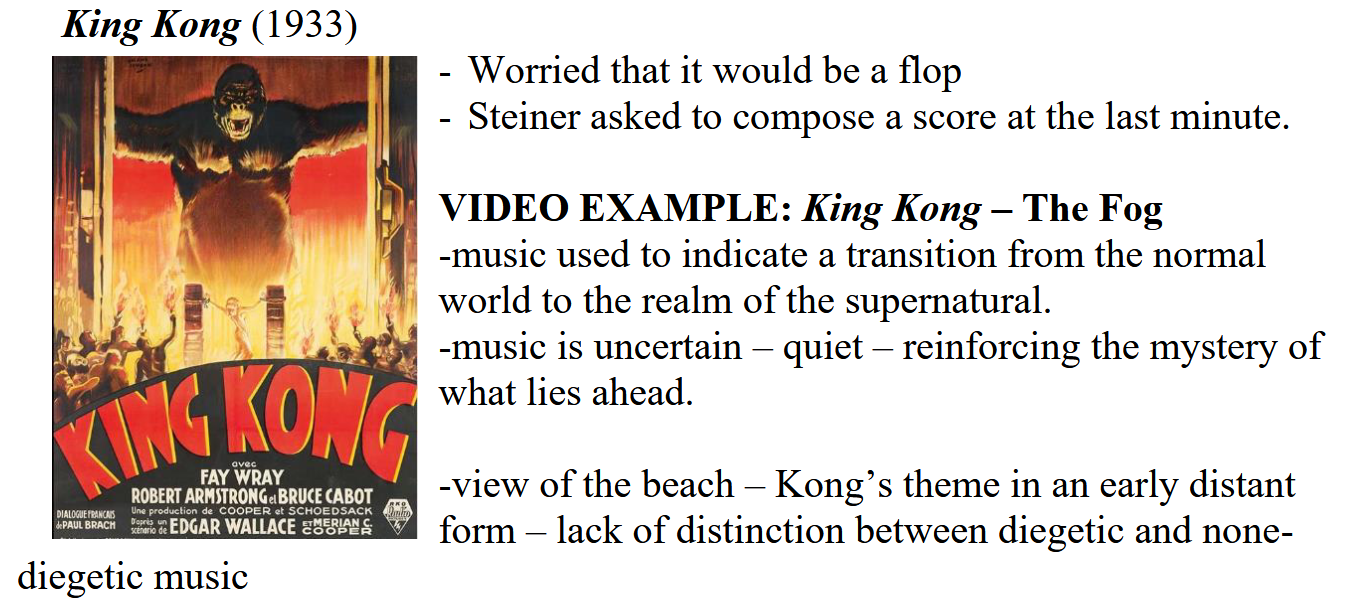 King Kong (1933)
- Worried that it would be a flop
- Steiner asked to compose a score at the last minute.
VIDEO EXAMPLE: King Kong – The Fog
-music used to indicate a transition from the normal
world to the realm of the supernatural.
-music is uncertain – quiet – reinforcing the mystery of
what lies ahead.
-view of the beach – Kong’s theme in an early distant
form – lack of distinction between diegetic and none-
diegetic music
KING KONG
avec
FAY WRAY
ROBERT ARMSTRONG et BRUCE CABOT
Une production de COOPER et SCHOEDSACK
DIALOGUE FRANCAIS
de PAUL BRACH
D'après un
scénario de EDGAR WALLACE ET MERIAN C.
COOPER
RKO
Radio